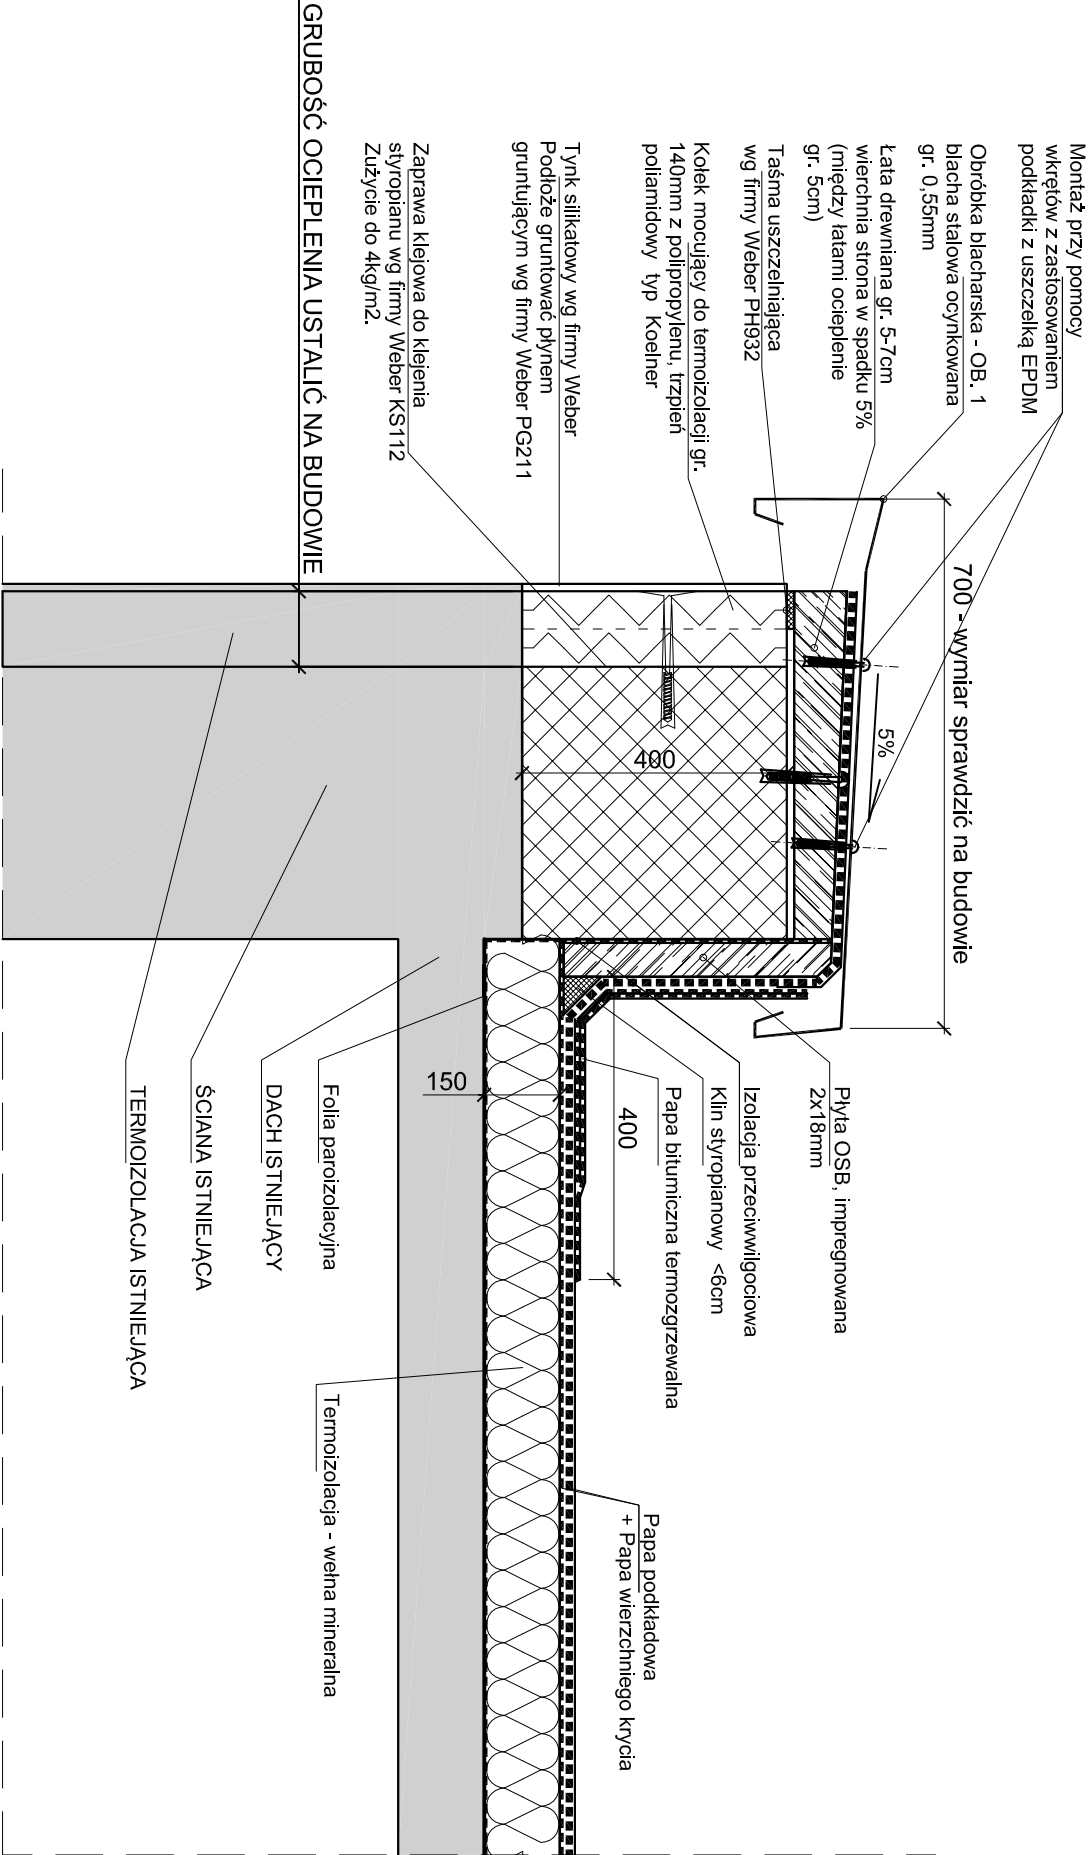 Montaż przy pomocy
wkrętów z zastosowaniem
podkładki z uszczelką EPDM
Obróbka blacharska - OB. 1
blacha stalowa ocynkowana
gr. 0,55mm
Łata drewniana gr. 5-7cm
wierchnia strona w spadku 5%
(między łatami ocieplenie
gr. 5cm)
Taśma uszczelniająca
wg firmy Weber PH932
Kołek mocujący do termoizolacji gr.
140mm z polipropylenu, trzpień
poliamidowy typ Koelner
Tynk silikatowy wg firmy Weber
Podłoże gruntować płynem
gruntującym wg firmy Weber PG211
Zaprawa klejowa do klejenia
styropianu wg firmy Weber KS112
Zużycie do 4kg/m2.
GRUBOŚĆ OCIEPLENIA USTALIĆ NA BUDOWIE
700 - wymiar sprawdzić na budowie
5%
400
Płyta OSB, impregnowana
2x18mm
Izolacja przeciwwilgociowa
Klin styropianowy <6cm
Papa bitumiczna termozgrzewalna
400
150
Papa podkładowa
+ Papa wierzchniego krycia
Folia paroizolacyjna
Termoizolacja - wełna mineralna
DACH ISTNIEJĄCY
ŚCIANA ISTNIEJĄCA
TERMOIZOLACJA ISTNIEJĄCA